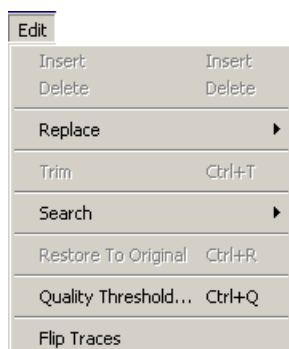 Edit
Insert Insert
Delete Delete
Replace
Trim Ctrl+T
Search
Restore To Original Ctrl+R
Quality Threshold... Ctrl+Q
Flip Traces